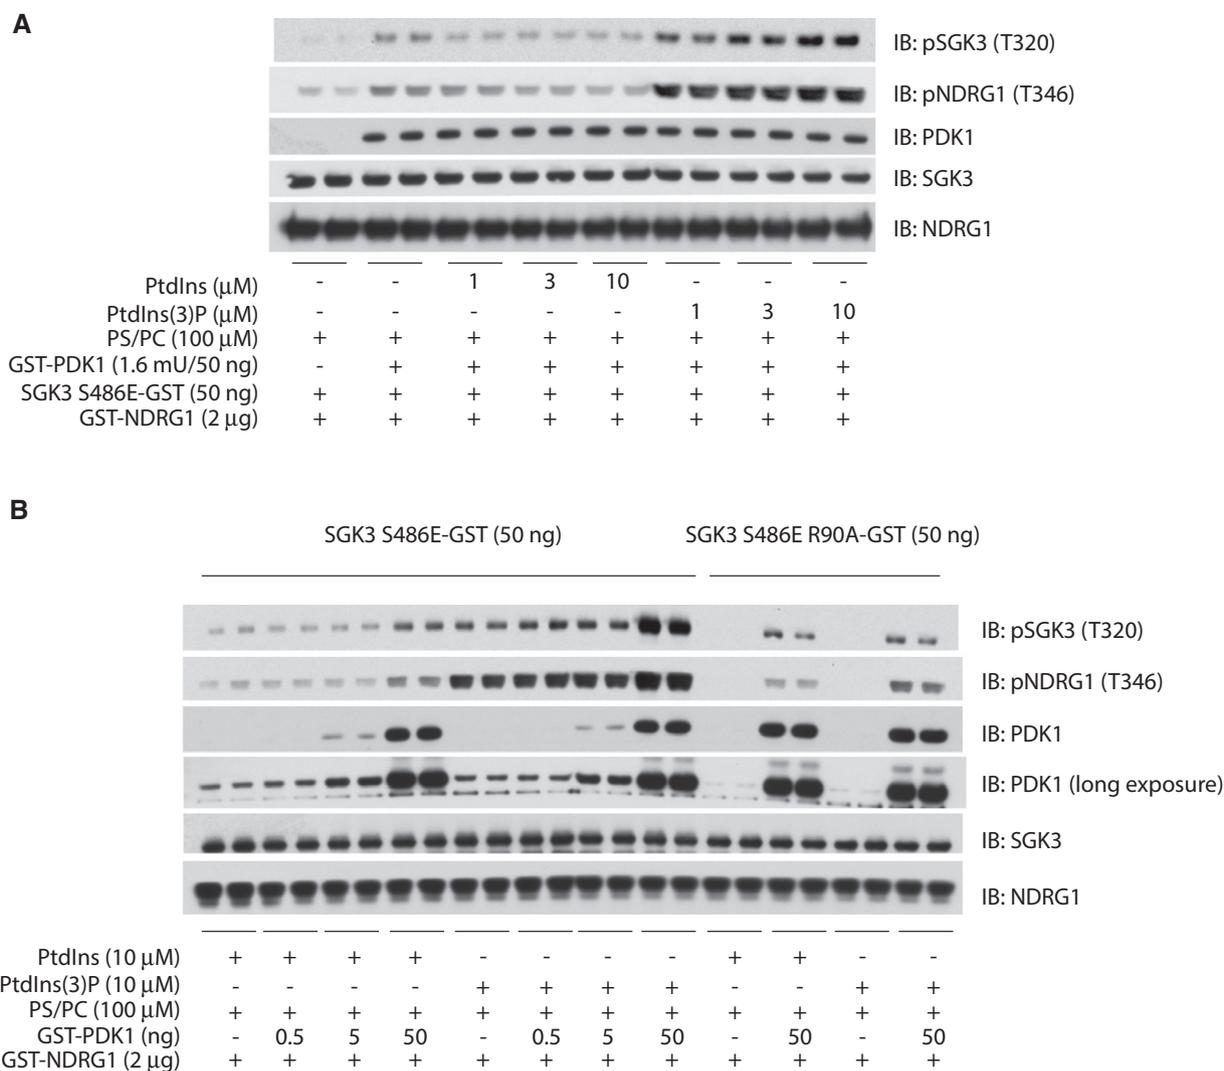 A
IB: pSGK3 (T320)
IB: pNDRG1 (T346)
IB: PDK1
IB: SGK3
IB: NDRG1
PtdIns (μM) - - 1 3 10 - - -
PtdIns(3)P (μM) - - - - - 1 3 10
PS/PC (100 μM) + + + + + + + +
GST-PDK1 (1.6 mU/50 ng) - + + + + + + +
SGK3 S486E-GST (50 ng) + + + + + + + +
GST-NDRG1 (2 μg) + + + + + + + +
B
SGK3 S486E-GST (50 ng) SGK3 S486E R90A-GST (50 ng)
IB: pSGK3 (T320)
IB: pNDRG1 (T346)
IB: PDK1
IB: PDK1 (long exposure)
IB: SGK3
IB: NDRG1
PtdIns (10 μM) + + + + - - - - + + - -
PtdIns(3)P (10 μM) - - - - + + + + - - + +
PS/PC (100 μM) + + + + + + + + + + + +
GST-PDK1 (ng) - 0.5 5 50 - 0.5 5 50 - 50 - 50
GST-NDRG1 (2 μg) + + + + + + + + + + + +